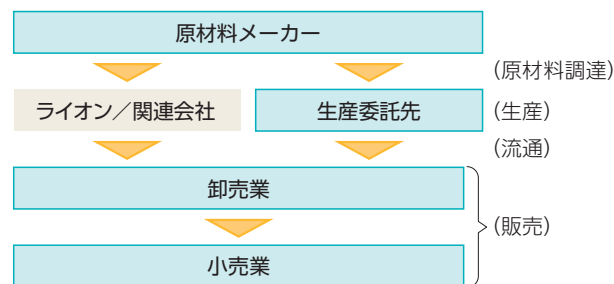 原材料メーカー
(原材料調達)
ライオン／関連会社
生産委託先
(生産)
(流通)
卸売業
(販売)
小売業